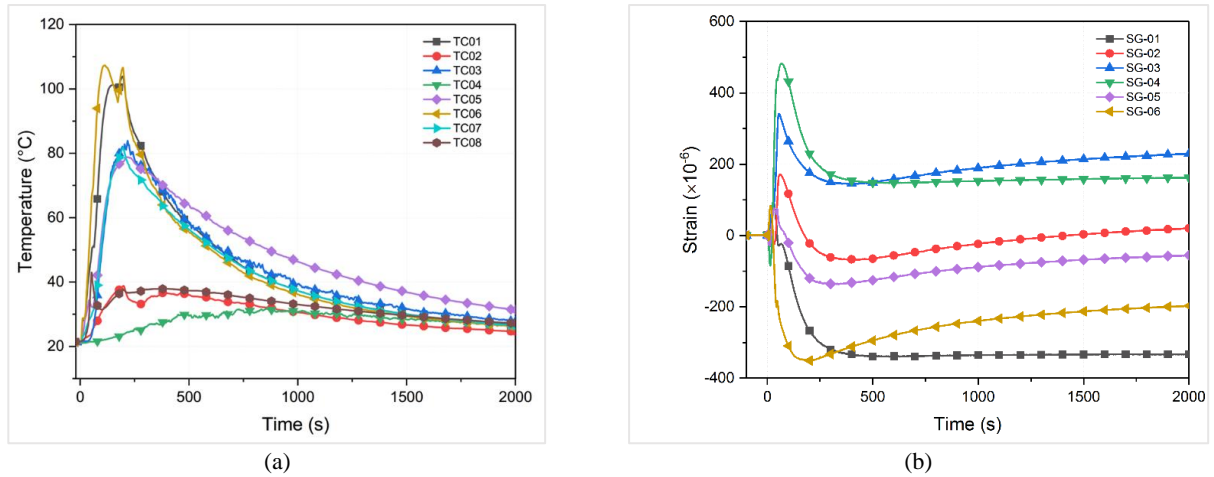 120
100
80
60
40
20
Temperature (°C)
TC01
TC02
TC03
TC04
TC05
TC06
TC07
TC08
0
500
1000
1500
2000
Time (s)
(a)
600
400
200
0
-200
-400
Strain (×10-6)
SG-01
SG-02
SG-03
SG-04
SG-05
SG-06
0
500
1000
1500
2000
Time (s)
(b)